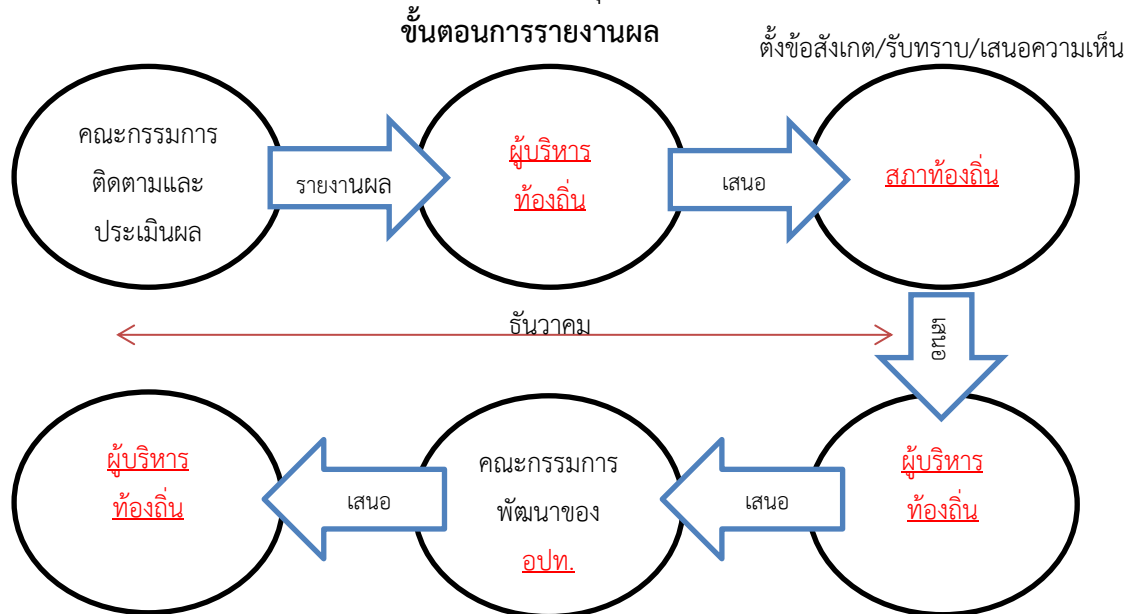 ขั้นตอนการรายงานผล
ตั้งข้อสังเกต/รับทราบ/เสนอความเห็น
คณะกรรมการ
ติดตามและ
ประเมินผล
รายงานผล
ผู้บริหาร
ท้องถิ่น
เสนอ
สภาท้องถิ่น
ธันวาคม
เสนอ
ผู้บริหาร
ท้องถิ่น
เสนอ
คณะกรรมการ
พัฒนาของ
อปท.
เสนอ
ผู้บริหาร
ท้องถิ่น